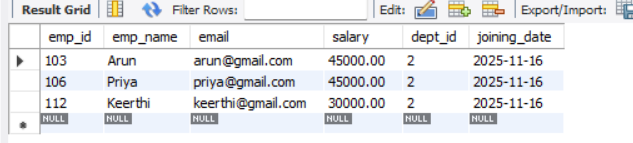 Result Grid Filter Rows: Edit: Export/Import:
emp_id emp_name email salary dept_id joining_date
103 Arun arun@gmail.com 45000.00 2 2025-11-16
106 Priya priya@gmail.com 45000.00 2 2025-11-16
112 Keerthi keerthi@gmail.com 30000.00 2 2025-11-16
NULL NULL NULL NULL NULL NULL